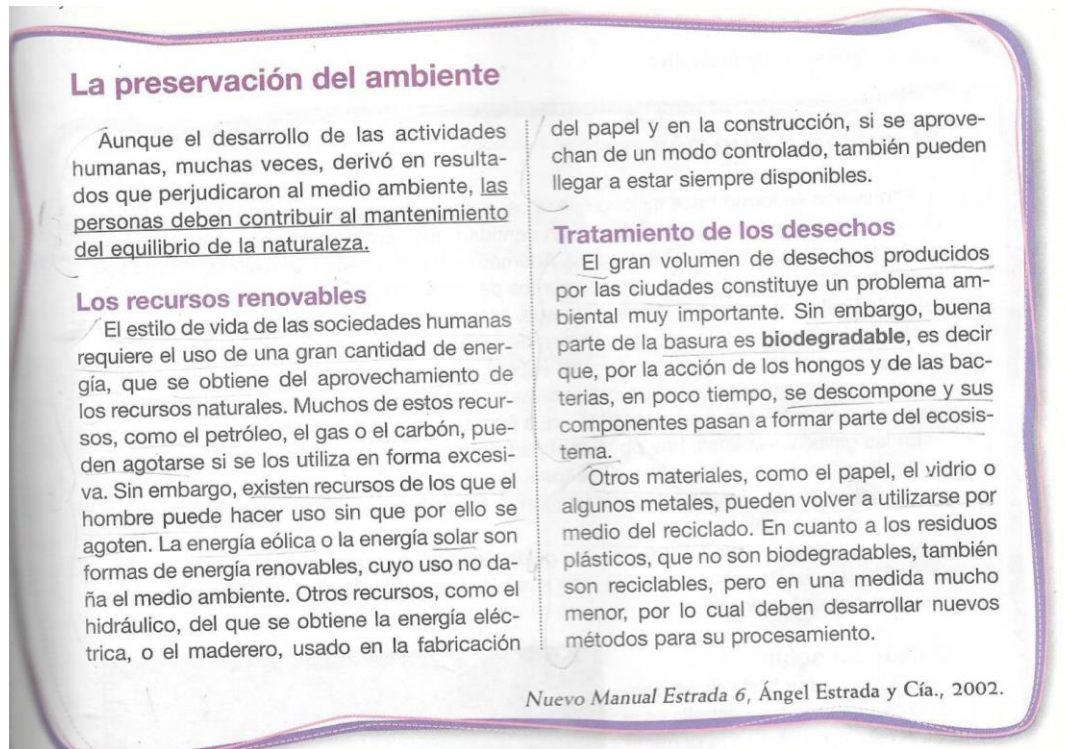 La preservación del ambiente
Aunque el desarrollo de las actividades
humanas, muchas veces, derivó en resulta-
dos que perjudicaron al medio ambiente, las
personas deben contribuir al mantenimiento
del equilibrio de la naturaleza.
Los recursos renovables
El estilo de vida de las sociedades humanas
requiere el uso de una gran cantidad de ener-
gía, que se obtiene del aprovechamiento de
los recursos naturales. Muchos de estos recur-
sos, como el petróleo, el gas o el carbón, pue-
den agotarse si se los utiliza en forma excesi-
va. Sin embargo, existen recursos de los que el
hombre puede hacer uso sin que por ello se
agoten. La energía eólica o la energía solar son
formas de energía renovables, cuyo uso no da-
ña el medio ambiente. Otros recursos, como el
hidráulico, del que se obtiene la energía eléc-
trica, o el maderero, usado en la fabricación
del papel y en la construcción, si se aprove-
chan de un modo controlado, también pueden
llegar a estar siempre disponibles.
Tratamiento de los desechos
El gran volumen de desechos producidos
por las ciudades constituye un problema am-
biental muy importante. Sin embargo, buena
parte de la basura es biodegradable, es decir
que, por la acción de los hongos y de las bac-
terias, en poco tiempo, se descompone y sus
componentes pasan a formar parte del ecosis-
tema.
Otros materiales, como el papel, el vidrio o
algunos metales, pueden volver a utilizarse por
medio del reciclado. En cuanto a los residuos
plásticos, que no son biodegradables, también
son reciclables, pero en una medida mucho
menor, por lo cual deben desarrollar nuevos
métodos para su procesamiento.
Nuevo Manual Estrada 6, Ángel Estrada y Cía., 2002.